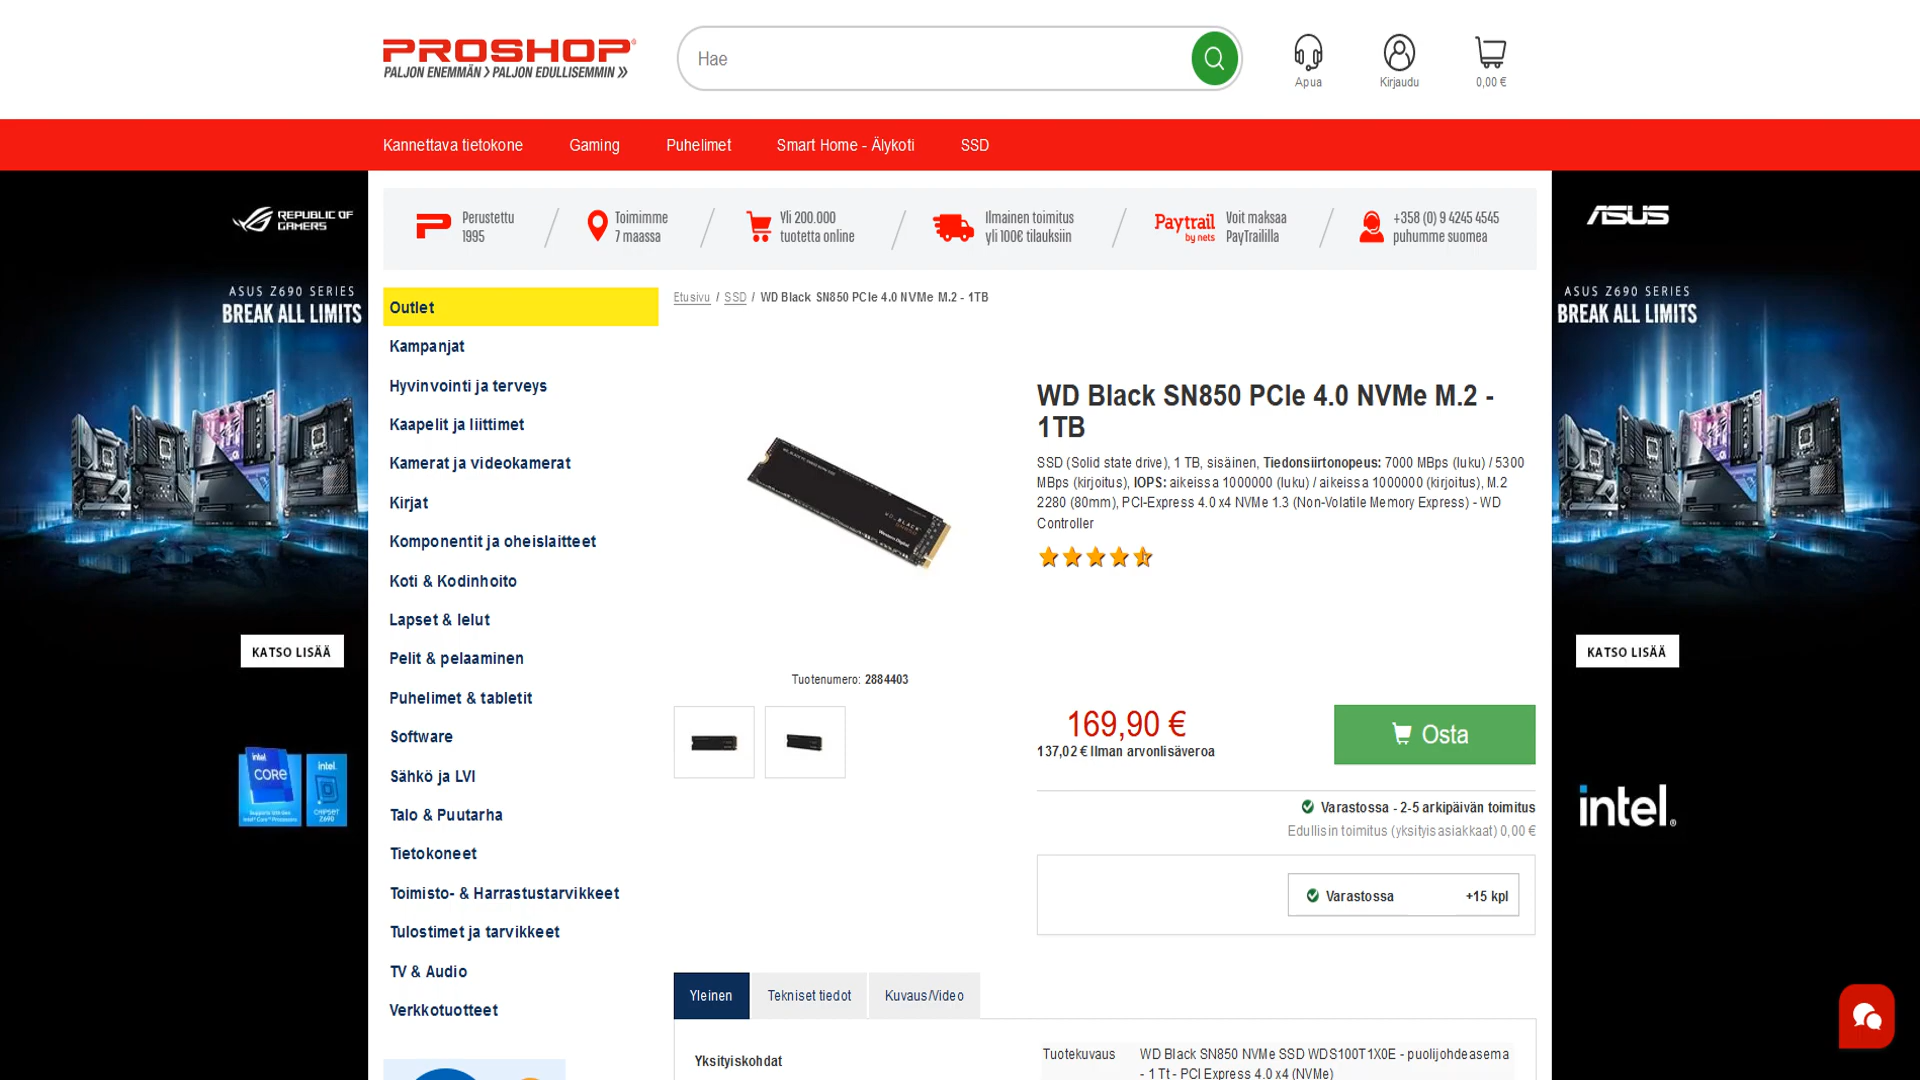 PROSHOP
PALJON ENEMMÄN > PALJON EDULLISEMMIN »
Hae
Apua
Kirjaudu
0,00 €
Kannettava tietokone
Gaming
Puhelimet
Smart Home - Älykoti
SSD
REPUBLIC OF
GAMERS
ASUS Z690 SERIES
BREAK ALL LIMITS
KATSO LISÄÄ
intel
CORE
intel.
CHIPSET
Z690
Perustettu
1995
Toimimme
7 maassa
Yli 200.000
tuotetta online
Ilmainen toimitus
yli 100€ tilauksiin
Paytrail
by nets
Voit maksaa
PayTraililla
+358 (0) 9 4245 4545
puhumme suomea
Outlet
Kampanjat
Hyvinvointi ja terveys
Kaapelit ja liittimet
Kamerat ja videokamerat
Kirjat
Komponentit ja oheislaitteet
Koti & Kodinhoito
Lapset & lelut
Pelit & pelaaminen
Puhelimet & tabletit
Software
Sähkö ja LVI
Talo & Puutarha
Tietokoneet
Toimisto- & Harrastustarvikkeet
Tulostimet ja tarvikkeet
TV & Audio
Verkkotuotteet
Etusivu / SSD / WD Black SN850 PCIe 4.0 NVMe M.2 - 1TB
WD Black SN850 PCIe 4.0 NVMe M.2 -
1TB
SSD (Solid state drive), 1 TB, sisäinen, Tiedonsiirtonopeus: 7000 MBps (luku) / 5300
MBps (kirjoitus), IOPS: aikeissa 1000000 (luku) / aikeissa 1000000 (kirjoitus), M.2
2280 (80mm), PCI-Express 4.0 x4 NVMe 1.3 (Non-Volatile Memory Express) - WD
Controller
Tuotenumero: 2884403
169,90 €
137,02 € Ilman arvonlisäveroa
Osta
Varastossa - 2-5 arkipäivän toimitus
Edullisin toimitus (yksityisasiakkaat) 0,00 €
Varastossa
+15 kpl
Yleinen
Tekniset tiedot
Kuvaus/Video
Yksityiskohdat
Tuotekuvaus
WD Black SN850 NVMe SSD WDS100T1X0E - puolijohdeasema
- 1 Tt - PCI Express 4.0 x4 (NVMe)
ASUS
ASUS Z690 SERIES
BREAK ALL LIMITS
KATSO LISÄÄ
intel.